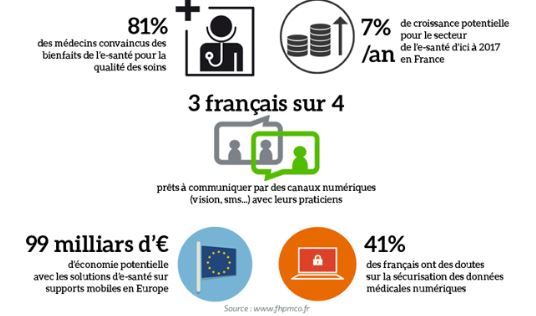 81%
des médecins convaincus des
bienfaits de l'e-santé pour la
qualité des soins
7%
/an
de croissance potentielle
pour le secteur
de l'e-santé d'ici à 2017
en France
3 français sur 4
prêts à communiquer par des canaux numériques
(vision, sms...) avec leurs praticiens
99 milliars d'€
d'économie potentielle
avec les solutions d'e-santé sur
supports mobiles en Europe
41%
des français ont des doutes
sur la sécurisation des données
médicales numériques
Source : www.fhpmco.fr